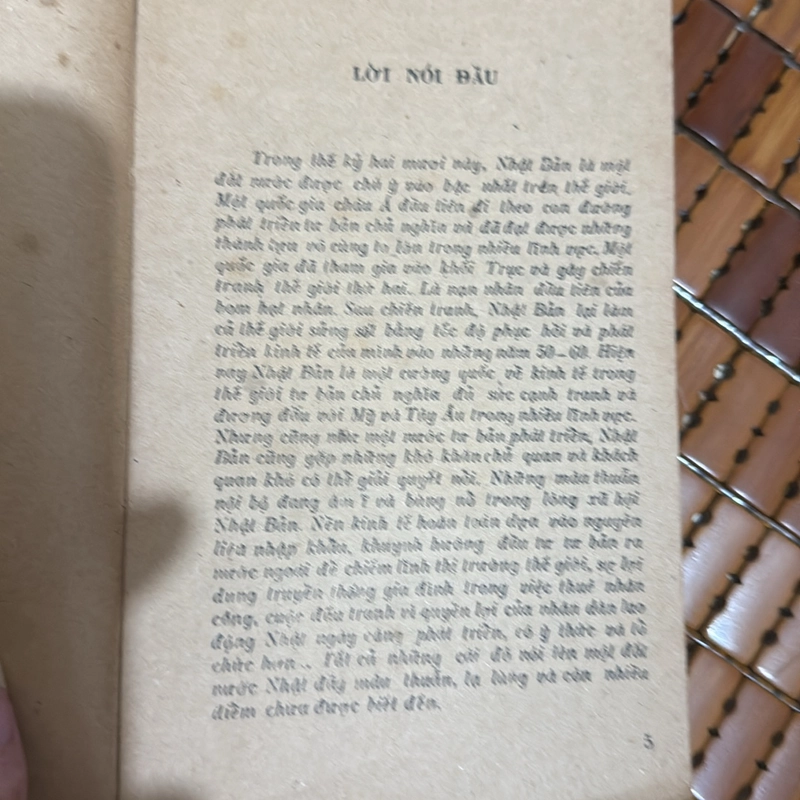 LỜI NÓI ĐẦU
Trong thế kỷ hai mươi này, Nhật Bản là một
đất nước được chú ý vào bậc nhất trên thế giới.
Một quốc gia châu Á đầu tiên đi theo con đường
phát triển tư bản chủ nghĩa và đã đạt được những
thành tựu vô cùng to lớn trong nhiều lĩnh vực. Một
quốc gia đã tham gia vào khối Trục và gây chiến
tranh thế giới thứ hai. Là nạn nhân đầu tiên của
bom hạt nhân. Sau chiến tranh, Nhật Bản lại làm
cả thế giới sửng sốt bằng tốc độ phục hồi và phát
triển kinh tế của mình vào những năm 50-60. Hiện
nay Nhật Bản là một cường quốc về kinh tế trong
thế giới tư bản chủ nghĩa đủ sức cạnh tranh và
đương đầu với Mỹ và Tây Âu trong nhiều lĩnh vực.
Nhưng cũng như một nước tư bản phát triển, Nhật
Bản cũng gặp những khó khăn chủ quan và khách
quan khó có thể giải quyết nổi. Những mâu thuẫn
nội bộ đang âm ỉ và bùng nổ trong lòng xã hội
Nhật Bản. Nền kinh tế hoàn toàn dựa vào nguyên
liệu nhập khẩu, khuynh hướng đầu tư tư bản ra
nước ngoài để chiếm lĩnh thị trường thế giới, sự lợi
dụng truyền thống gia đình trong việc thuê nhân
công, cuộc đấu tranh vì quyền lợi của nhân dân lao
động Nhật ngày càng phát triển, có ý thức và tổ
chức hơn... Tất cả những cái đó nói lên một đất
nước Nhật đầy mâu thuẫn, lạ lùng và còn nhiều
điểm chưa được biết đến.
5